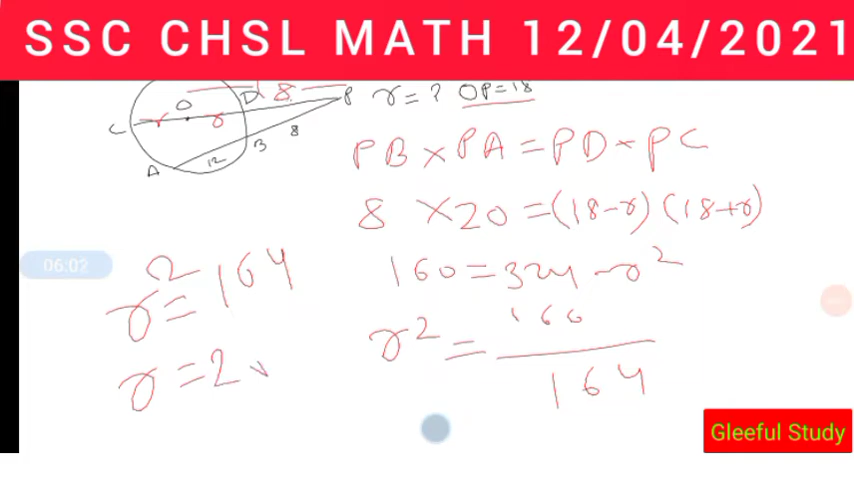 SSC CHSL MATH 12/04/2021
O D 8 P r = ? OP=18
C r r
A 12 B 8
PB × PA = PD × PC
8 × 20 = (18-r) (18+r)
06:02
r² = 164
160 = 324 - r²
160
r² =
164
r = 2
Gleeful Study